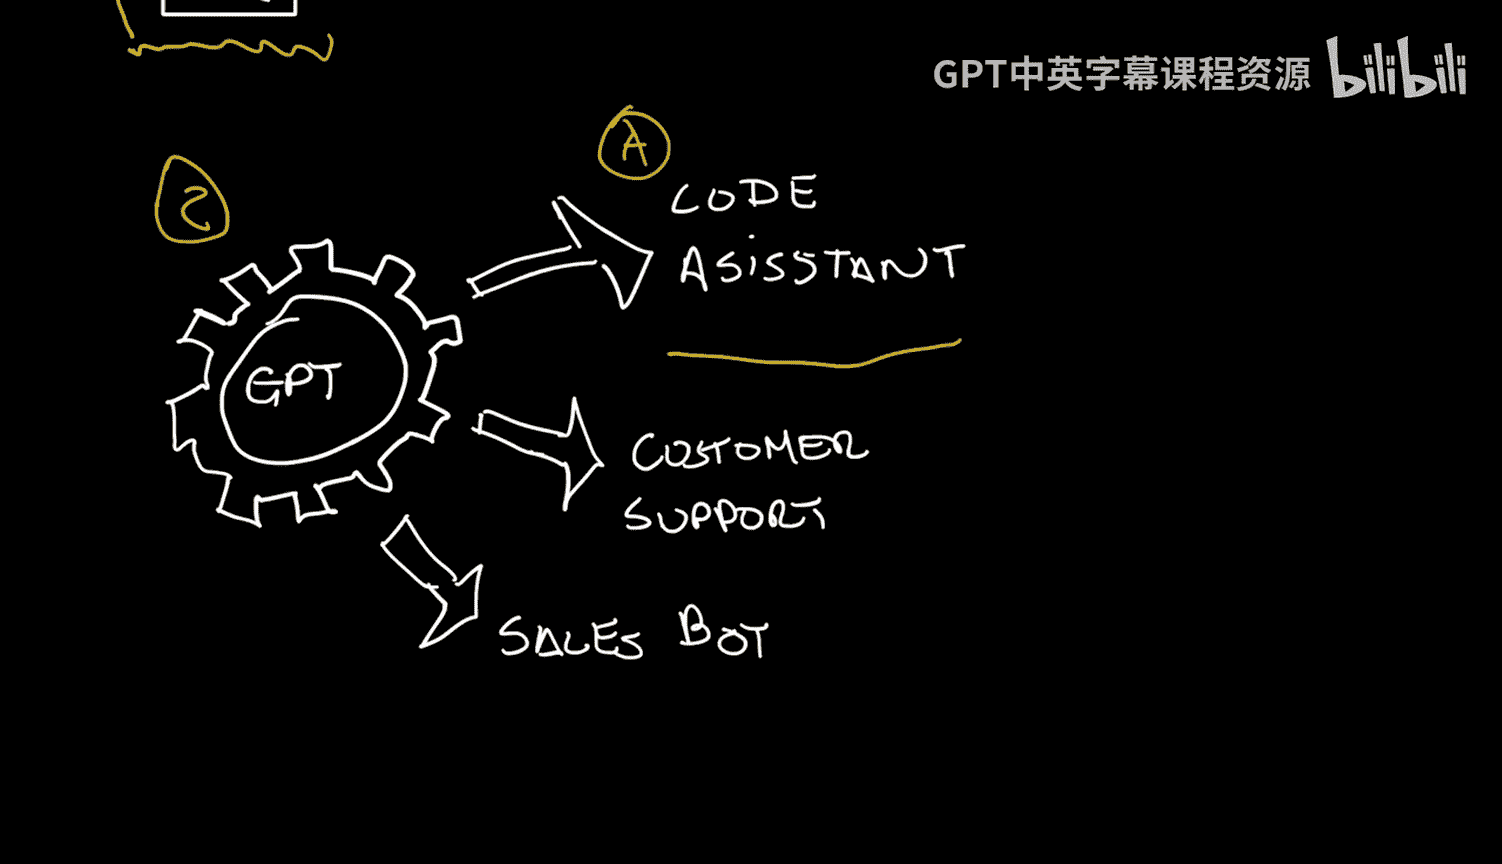 GPT中英字幕课程资源 bilibili
A
2
CODE
ASISSTANT
GPT
CUSTOMER
SUPPORT
SALES BOT